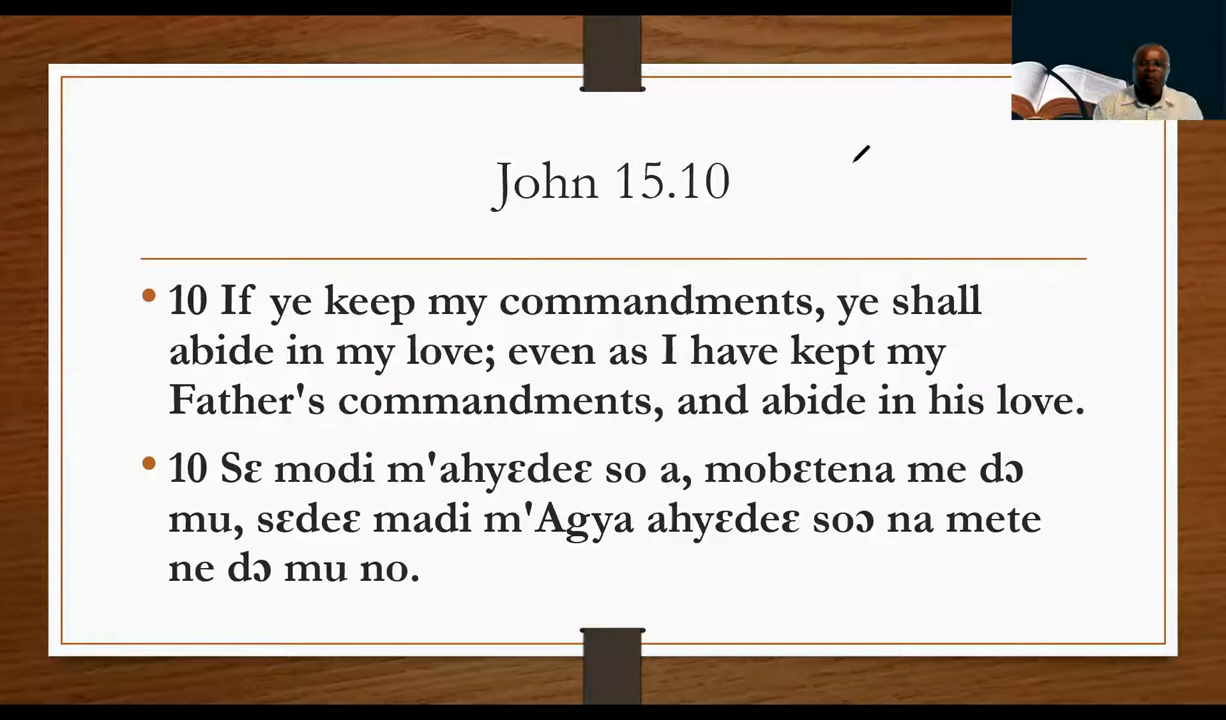 John 15.10
• 10 If ye keep my commandments, ye shall
abide in my love; even as I have kept my
Father's commandments, and abide in his love.
• 10 Sɛ modi m'ahyɛdeɛ so a, mobɛtena me dɔ
mu, sɛdeɛ madi m'Agya ahyɛdeɛ soɔ na mete
ne dɔ mu no.